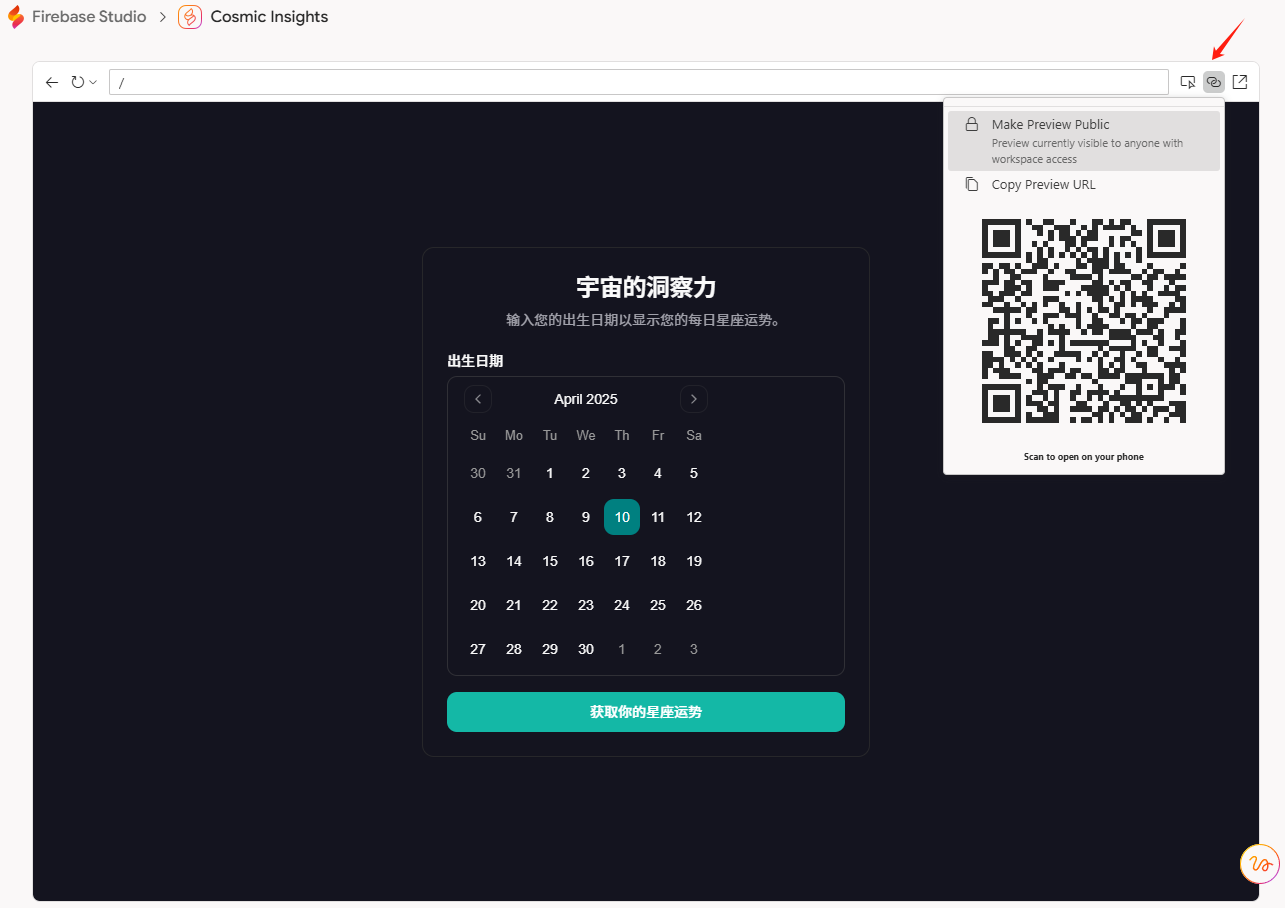 Firebase Studio > Cosmic Insights
/
Make Preview Public
Preview currently visible to anyone with
workspace access
Copy Preview URL
Scan to open on your phone
宇宙的洞察力
输入您的出生日期以显示您的每日星座运势。
出生日期
April 2025
Su Mo Tu We Th Fr Sa
30 31 1 2 3 4 5
6 7 8 9 10 11 12
13 14 15 16 17 18 19
20 21 22 23 24 25 26
27 28 29 30 1 2 3
获取你的星座运势